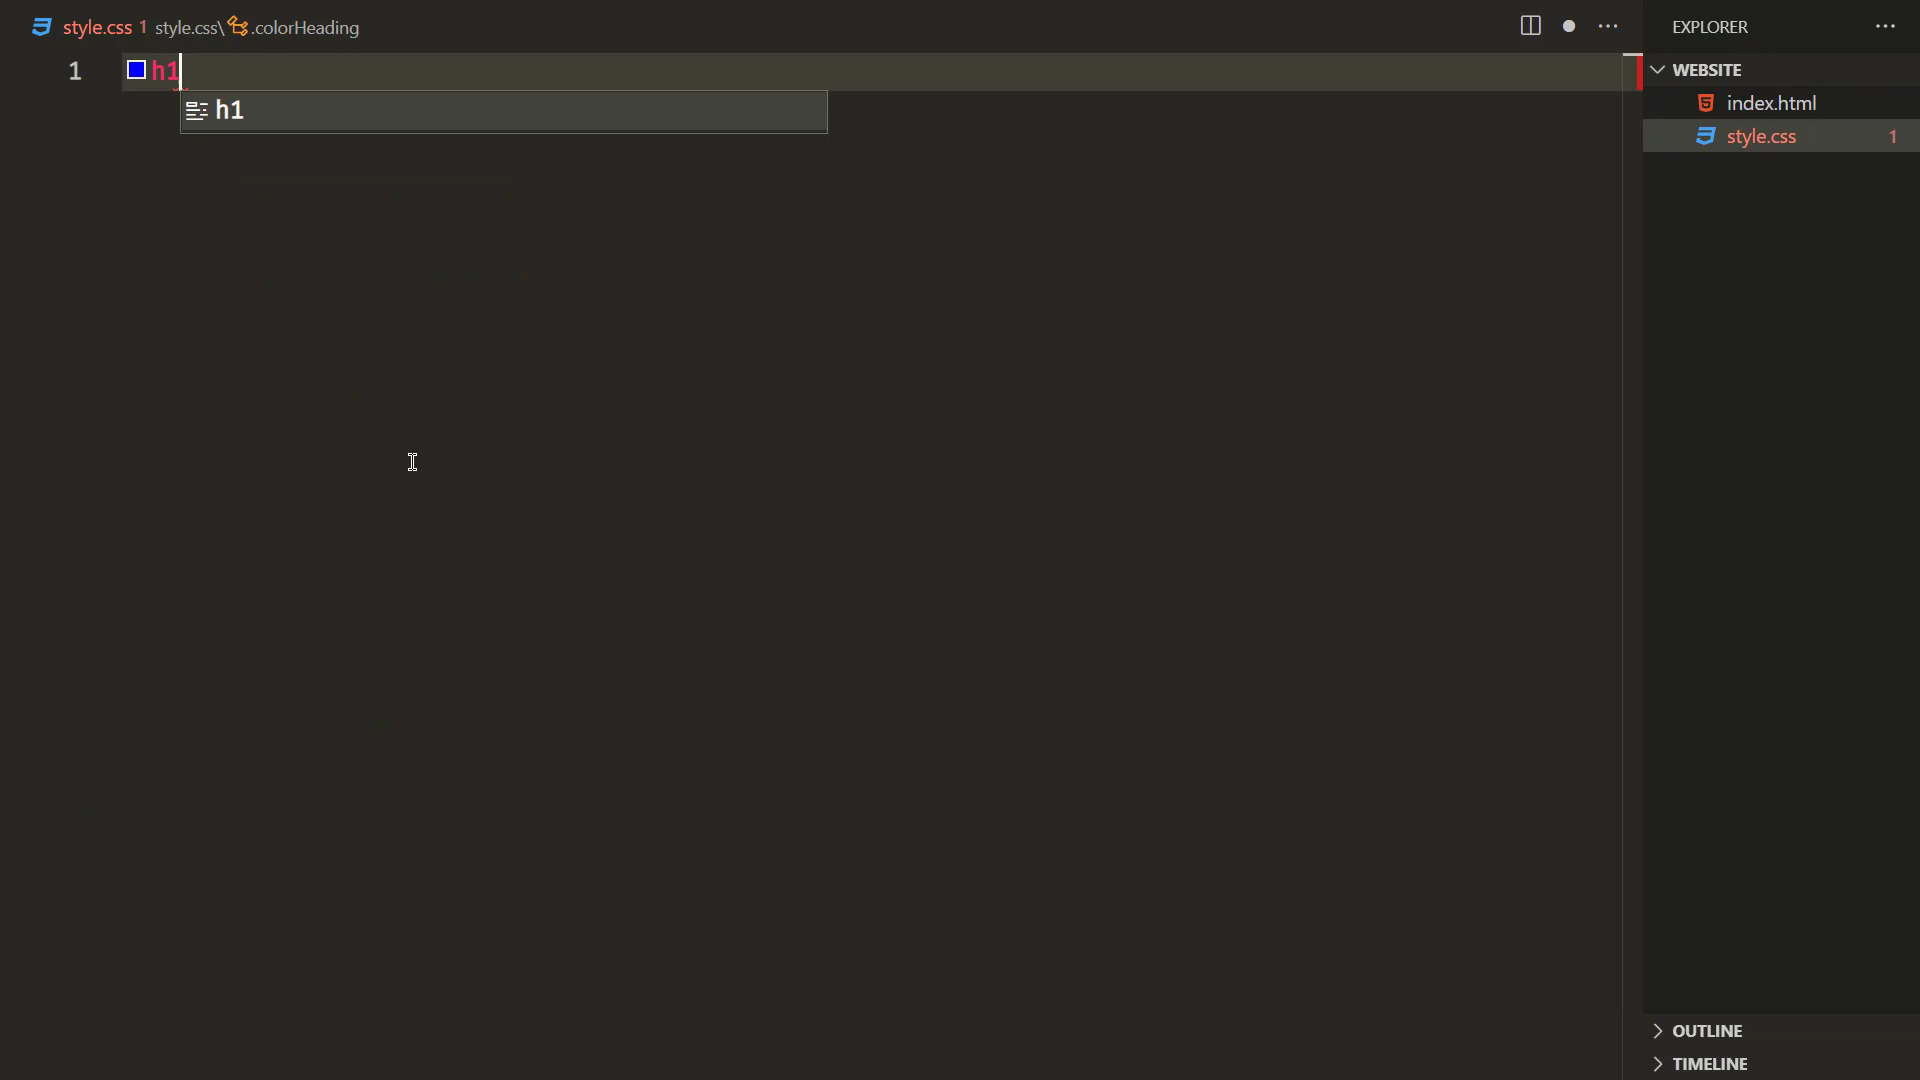 style.css 1 style.css\ .colorHeading
1 h1
h1
EXPLORER
WEBSITE
index.html
style.css 1
OUTLINE
TIMELINE